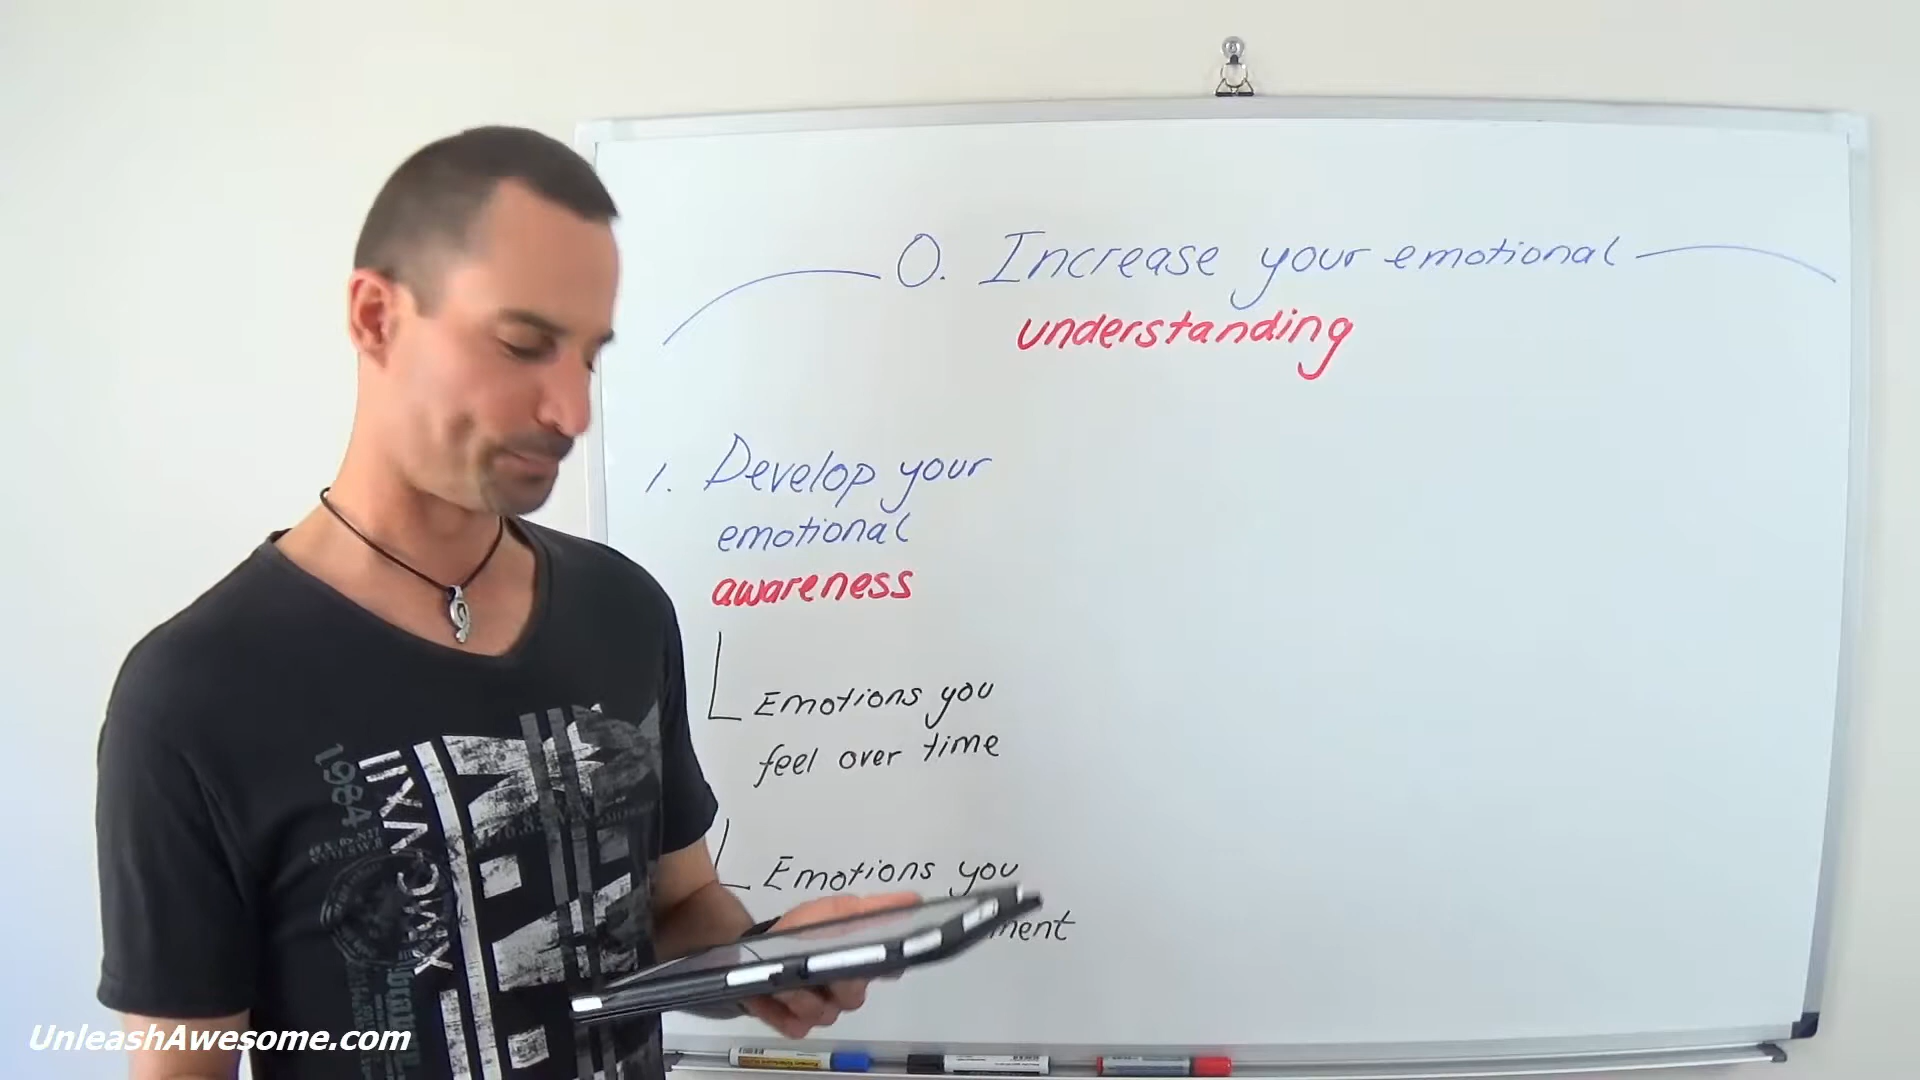 0. Increase your emotional
understanding
1. Develop your
emotional
awareness
Emotions you
feel over time
Emotions you
1984
UnleashAwesome.com